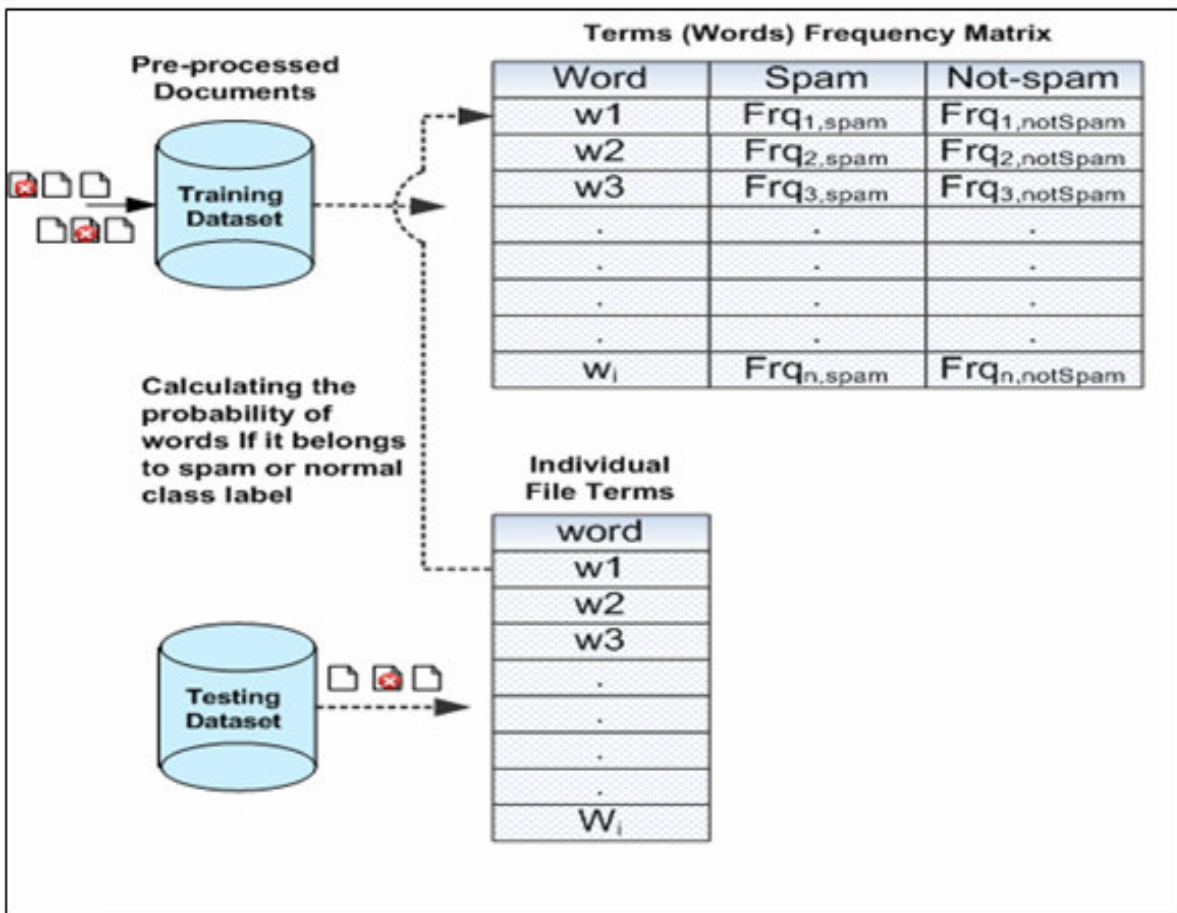 Terms (Words) Frequency Matrix
Pre-processed
Documents
Training
Dataset
Word Spam Not-spam
w1 Frq1,spam Frq1,notSpam
w2 Frq2,spam Frq2,notSpam
w3 Frq3,spam Frq3,notSpam
. . .
. . .
. . .
. . .
wi Frqn,spam Frqn,notSpam
Calculating the
probability of
words If it belongs
to spam or normal
class label
Individual
File Terms
word
w1
w2
w3
.
.
.
.
Wi
Testing
Dataset